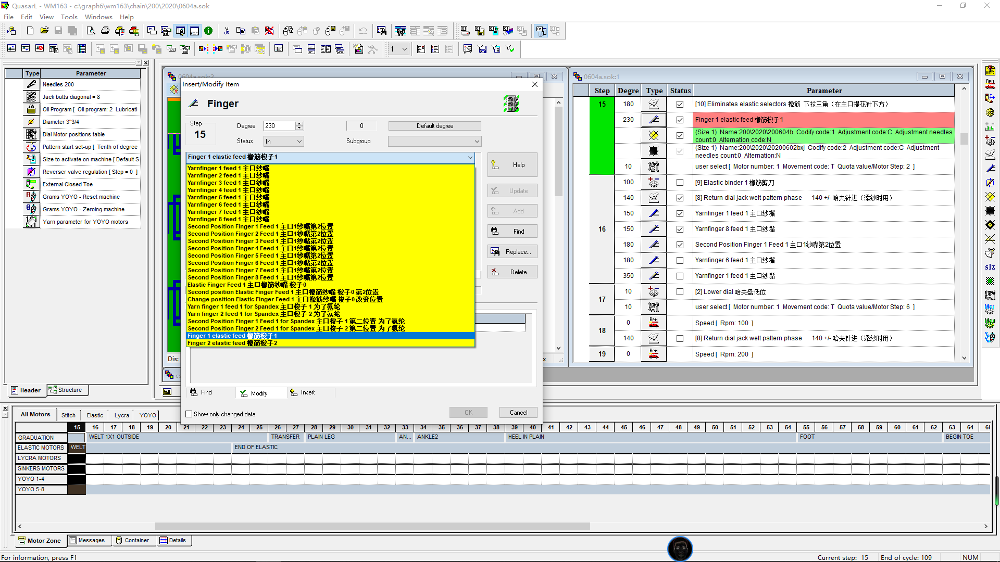 QuasarL - WM163 - c:\graph6\wm163\chain\200\2020\0604a.sok
File Edit View Tools Windows Help
1
Type Parameter
Needles 200
Jack butts diagonal = 8
Oil Program [ Oil program: 2 Lubricati
Diameter 3"3/4
Dial Motor positions table
Pattern start set-up [ Tenth of degree
Size to activate on machine [ Default S
Reverser valve regulation [ Step = 0 ]
External Closed Toe
Grams YOYO - Reset machine
Grams YOYO - Zeroing machine
Yarn parameter for YOYO motors
Header Structure
0604a.sok:2
Dis:
Insert/Modify Item
Finger
Step
15
Degree 230 0 Default degree
Status In Subgroup
Finger 1 elastic feed 橡筋梭子1
Yarnfinger 1 feed 1 主口纱嘴
Yarnfinger 2 feed 1 主口纱嘴
Yarnfinger 3 feed 1 主口纱嘴
Yarnfinger 4 feed 1 主口纱嘴
Yarnfinger 5 feed 1 主口纱嘴
Yarnfinger 6 feed 1 主口纱嘴
Yarnfinger 7 feed 1 主口纱嘴
Yarnfinger 8 feed 1 主口纱嘴
Second Position Finger 1 Feed 1 主口1纱嘴第2位置
Second Position Finger 2 Feed 1 主口1纱嘴第2位置
Second Position Finger 3 Feed 1 主口1纱嘴第2位置
Second Position Finger 4 Feed 1 主口1纱嘴第2位置
Second Position Finger 5 Feed 1 主口1纱嘴第2位置
Second Position Finger 6 Feed 1 主口1纱嘴第2位置
Second Position Finger 7 Feed 1 主口1纱嘴第2位置
Second Position Finger 8 Feed 1 主口1纱嘴第2位置
Elastic Finger Feed 1 主口橡筋纱嘴 梭子0
Second position Elastic Finger Feed 1 主口橡筋纱嘴 梭子0 第2位置
Change position Elastic Finger Feed 1 主口橡筋纱嘴 梭子0 改变位置
Yarn finger 1 feed 1 for Spandex 主口梭子 1 为了氨纶
Yarn finger 2 feed 1 for Spandex 主口梭子 2 为了氨纶
Second Position Finger 1 Feed 1 for Spandex 主口梭子 1 第二位置 为了氨纶
Second Position Finger 2 Feed 1 for Spandex 主口梭子 2 第二位置 为了氨纶
Finger 1 elastic feed 橡筋梭子1
Finger 2 elastic feed 橡筋梭子2
Help
Update
Add
Find
Replace...
Delete
Find Modify Insert
Show only changed data
OK Cancel
0604a.sok:1
Step Degre Type Status Parameter
15 180 [10] Eliminates elastic selectors 橡筋 下拉三角（在主口提花针下方）
230 Finger 1 elastic feed 橡筋梭子1
(Size 1) Name:200\2020\200604b Codify code:1 Adjustment code:C Adjustment needles
count:0 Alternation code:N
(Size 1) Name:200\2020\20200602bxj Codify code:2 Adjustment code:C Adjustment
needles count:0 Alternation:N
10 user select [ Motor number: 1 Movement code: T Quota value/Motor Step: 2 ]
100 [9] Elastic binder 1 橡筋剪刀
140 [8] Return dial jack welt pattern phase 140 +/- 哈夫针进（添纱时用）
150 Yarnfinger 1 feed 1 主口纱嘴
16 150 Yarnfinger 8 feed 1 主口纱嘴
180 Second Position Finger 1 Feed 1 主口1纱嘴第2位置
180 Yarnfinger 6 feed 1 主口纱嘴
350 Yarnfinger 1 feed 1 主口纱嘴
17 10 [2] Lower dial 哈夫盘低位
10 user select [ Motor number: 1 Movement code: T Quota value/Motor Step: 6 ]
18 0 Speed [ Rpm: 100 ]
140 [8] Return dial jack welt pattern phase 140 +/- 哈夫针进（添纱时用）
19 0 Speed [ Rpm: 200 ]
All Motors Stitch Elastic Lycra YOYO
15 16 17 18 19 20 21 22 23 24 25 26 27 28 29 30 31 32 33 34 35 36 37 38 39 40 41 42 43 44 45 46 47 48 49 50 51 52 53 54 55 56 57 58 59 60 61 62 63 64 65
GRADUATION WELT 1X1 OUTSIDE TRANSFER PLAIN LEG AN... ANKLE2 HEEL IN PLAIN FOOT BEGIN TOE
ELASTIC MOTORS WELT END OF ELASTIC
LYCRA MOTORS
SINKERS MOTORS
YOYO 1-4
YOYO 5-8
Motor Zone Messages Container Details
For information, press F1 Current step: 15 End of cycle: 109 NUM